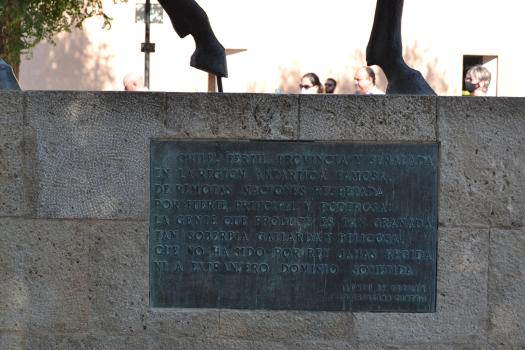 CHILE, FERTIL PROVINCIA Y SEÑALADA
EN LA REGION ANTARTICA FAMOSA,
DE REMOTAS NACIONES RESPETADA
POR FUERTE, PRINCIPAL Y PODEROSA:
LA GENTE QUE PRODUCE ES TAN GRANADA
TAN SOBERBIA GALLARDA Y BELICOSA,
QUE NO HA SIDO POR REY JAMAS REGIDA
NI A EXTRANJERO DOMINIO SOMETIDA.